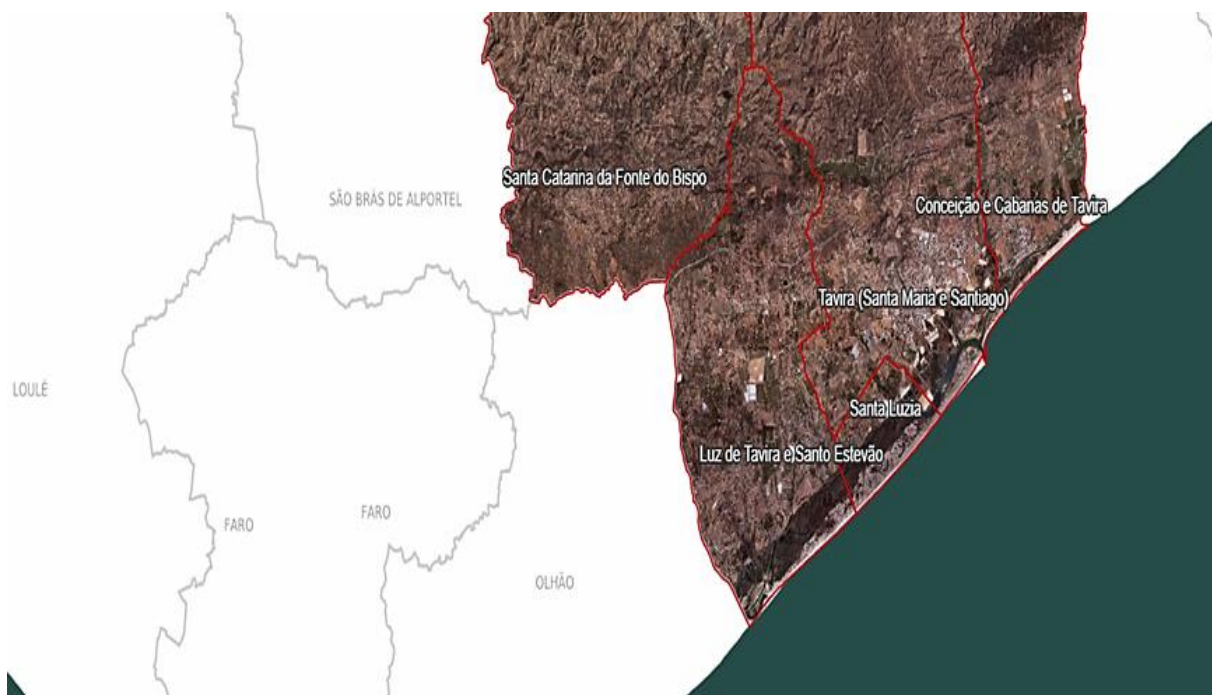 Santa Catarina da Fonte do Bispo
SÃO BRÁS DE ALPORTEL
Conceição e Cabanas de Tavira
Tavira (Santa Maria e Santiago)
LOULÉ
Santa Luzia
Luz de Tavira e Santo Estevão
FARO
FARO
OLHÃO